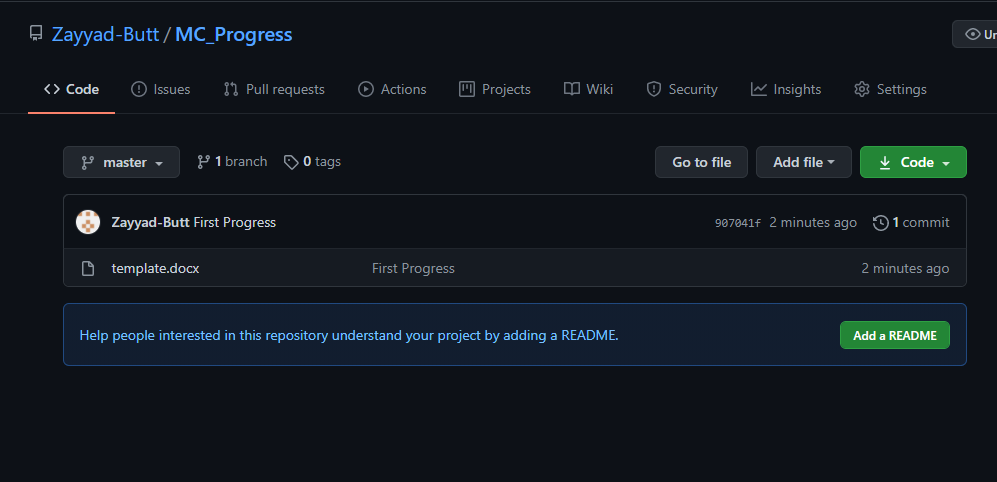 Zayyad-Butt / MC_Progress
Un
Code Issues Pull requests Actions Projects Wiki Security Insights Settings
master 1 branch 0 tags Go to file Add file Code
Zayyad-Butt First Progress 907041f 2 minutes ago 1 commit
template.docx First Progress 2 minutes ago
Help people interested in this repository understand your project by adding a README. Add a README